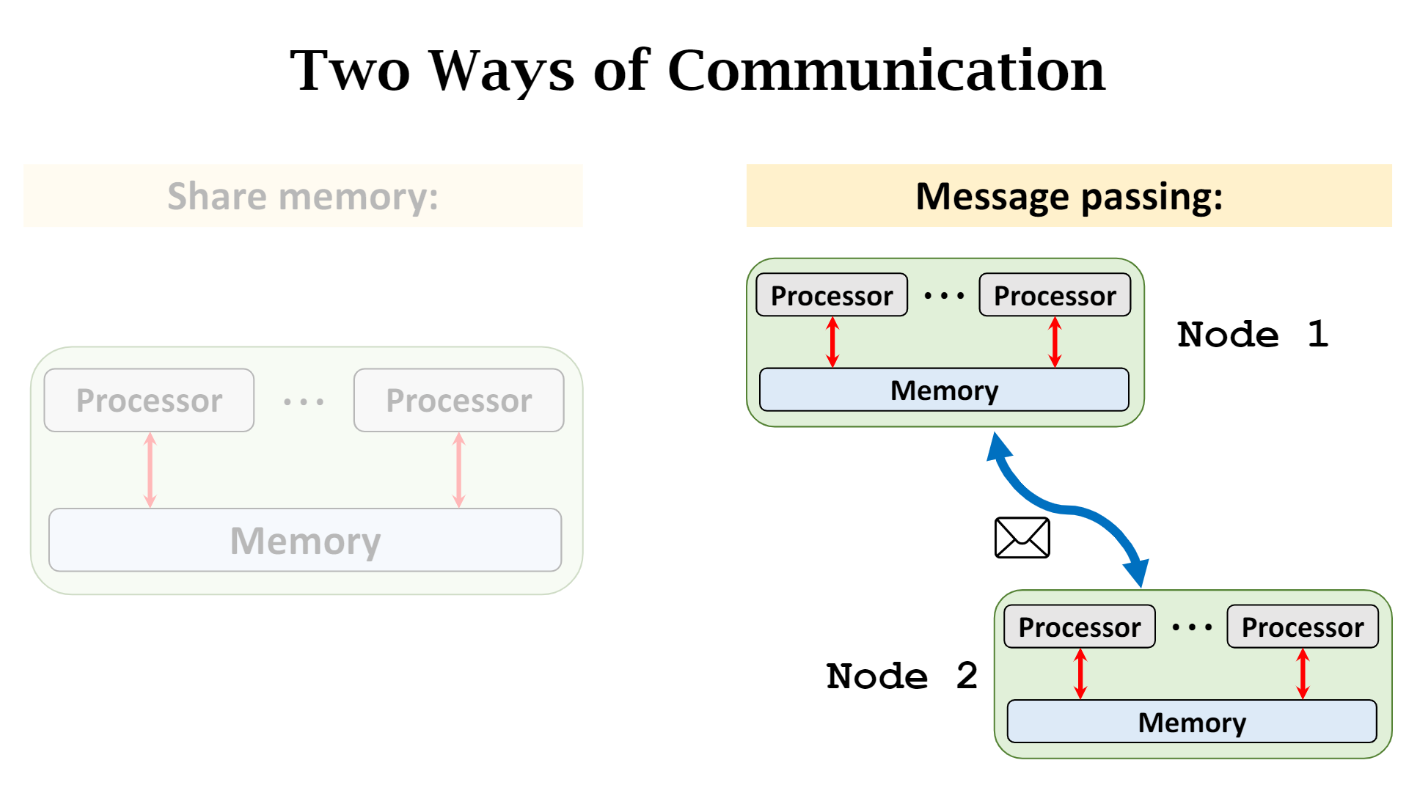 Two Ways of Communication
Share memory:
Processor ... Processor
Memory
Message passing:
Processor ... Processor
Memory
Node 1
Node 2
Processor ... Processor
Memory